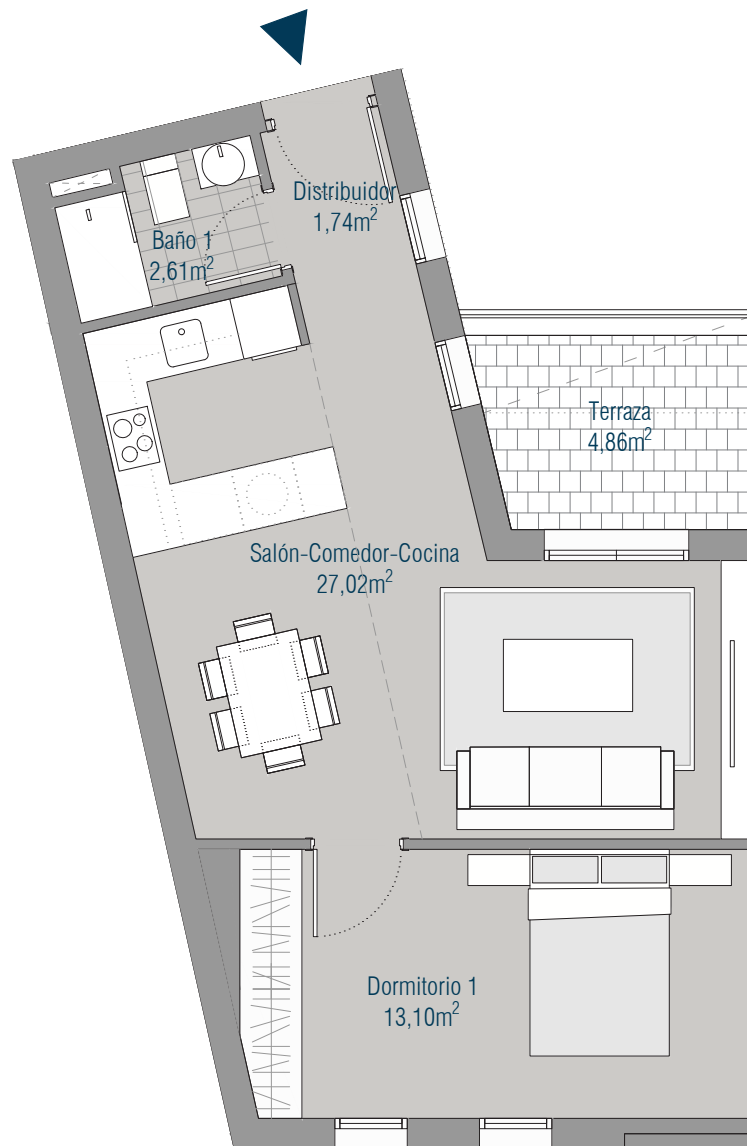 Distribuidor
1,74m²
Baño 1
2,61m²
Terraza
4,86m²
Salón-Comedor-Cocina
27,02m²
Dormitorio 1
13,10m²